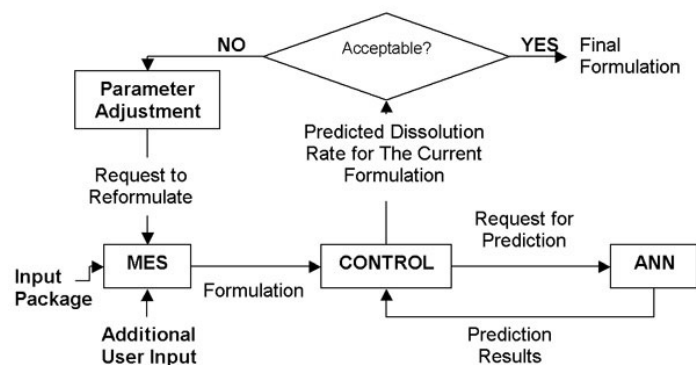 NO
Acceptable?
YES
Final
Formulation
Parameter
Adjustment
Predicted Dissolution
Rate for The Current
Formulation
Request to
Reformulate
Request for
Prediction
Input
Package
MES
Formulation
CONTROL
ANN
Additional
User Input
Prediction
Results